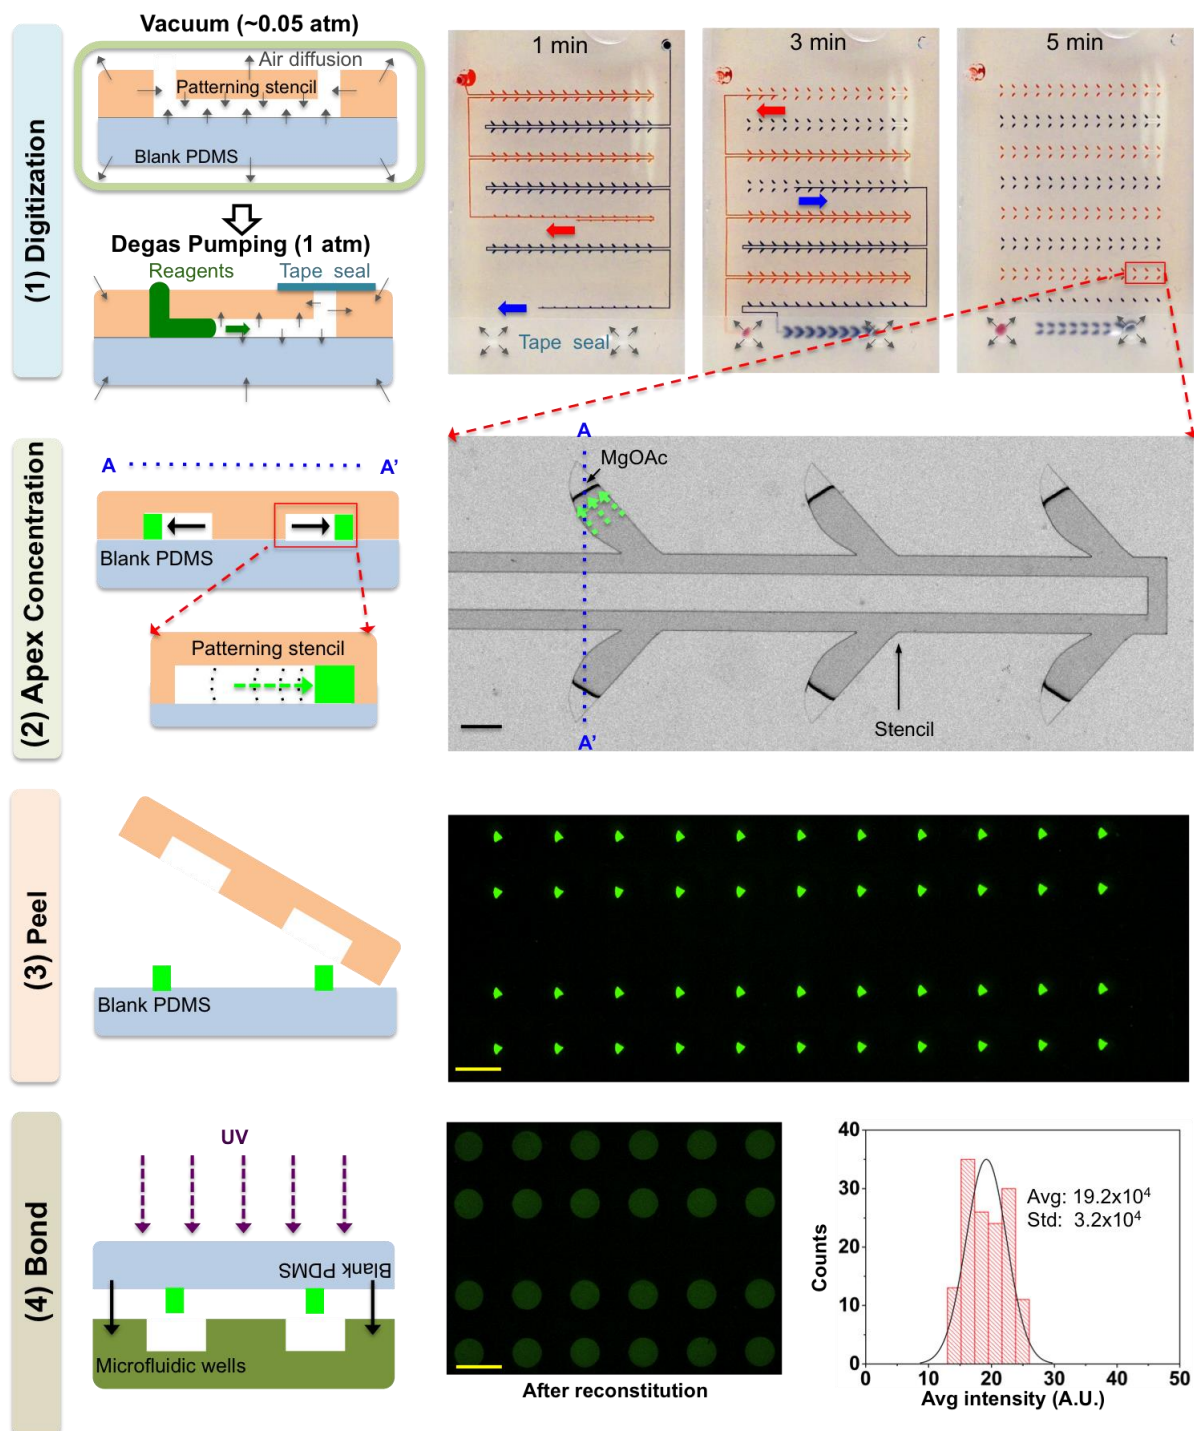 (1) Digitization
Vacuum (~0.05 atm)
Air diffusion
Patterning stencil
Blank PDMS
Degas Pumping (1 atm)
Reagents
Tape seal
1 min
3 min
5 min
Tape seal
(2) Apex Concentration
A
A'
Blank PDMS
Patterning stencil
A
MgOAc
Stencil
A'
(3) Peel
Blank PDMS
(4) Bond
UV
Blank PDMS
Microfluidic wells
After reconstitution
40
30
20
10
0
Counts
Avg: 19.2x10⁴
Std: 3.2x10⁴
0 10 20 30 40 50
Avg intensity (A.U.)